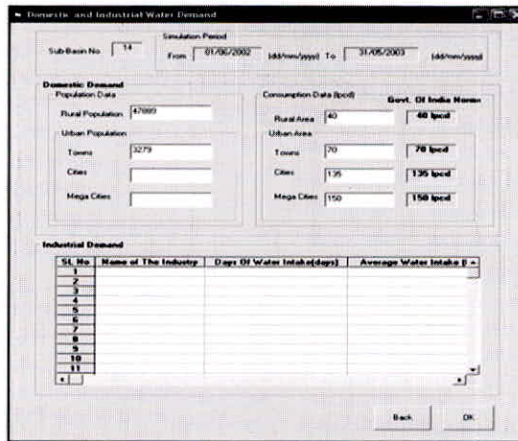 Domestic and Industrial Water Demand
Simulation Period
Sub-Basin No. 14 From 01/06/2002 (dd/mm/yyyy) To 31/05/2003 (dd/mm/yyyy)
Domestic Demand
Population Data Consumption Data (lpcd) Govt. Of India Norms
Rural Population Rural Area 40 40 lpcd
Urban Population Urban Area
Towns 3279 Towns 70 70 lpcd
Cities Cities 135 135 lpcd
Mega Cities Mega Cities 150 150 lpcd
Industrial Demand
SL No Name of The Industry Days Of Water Intake(days) Average Water Intake (
1
2
3
4
5
6
7
8
9
10
11
Back OK